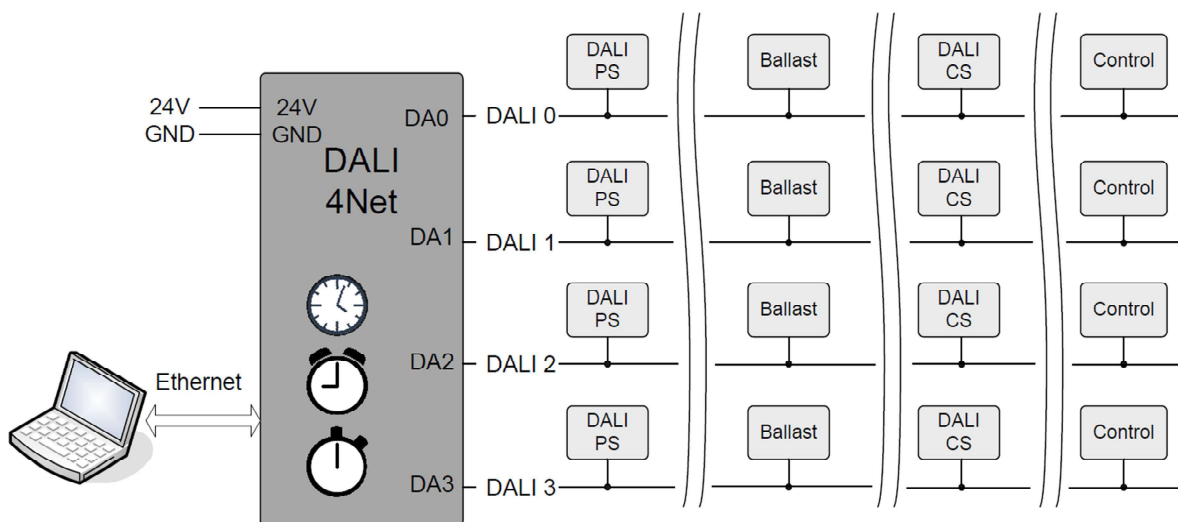 DALI
PS
Ballast
DALI
CS
Control
24V
24V
DA0
DALI 0
GND
GND
DALI
4Net
DALI
PS
Ballast
DALI
CS
Control
DA1
DALI 1
DALI
PS
Ballast
DALI
CS
Control
DA2
DALI 2
Ethernet
DALI
PS
Ballast
DALI
CS
Control
DA3
DALI 3